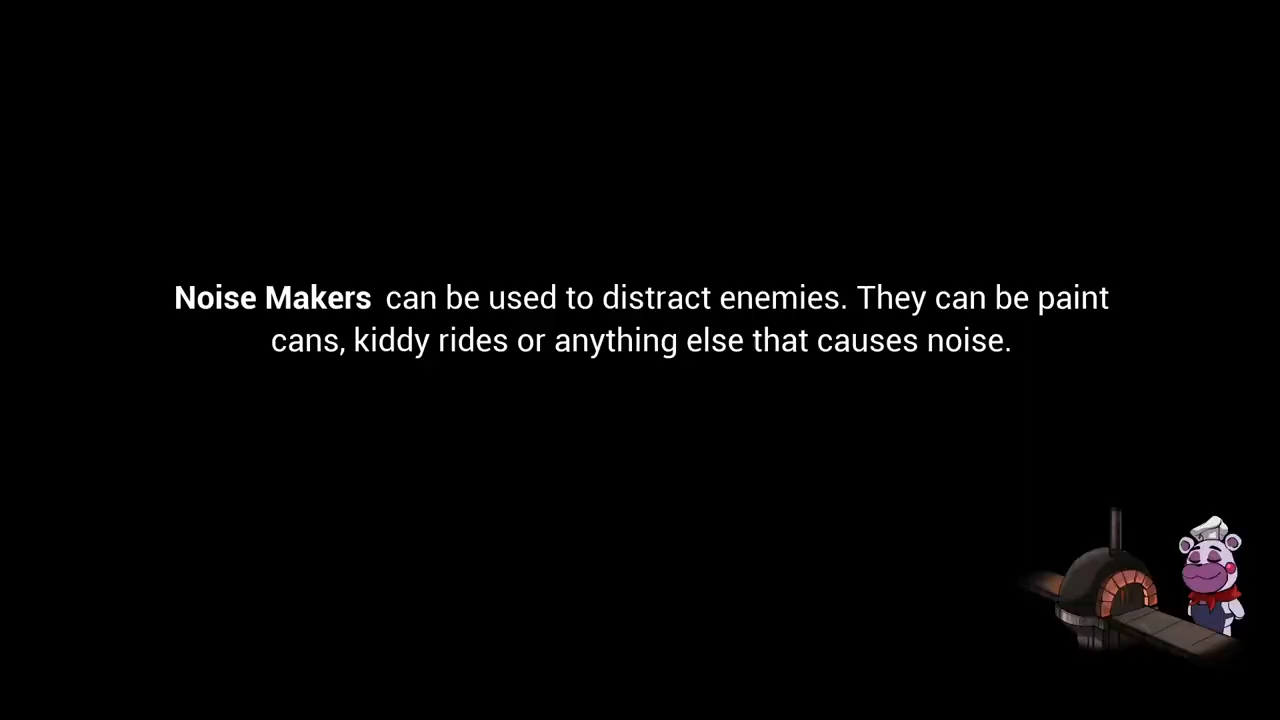 Noise Makers can be used to distract enemies. They can be paint
cans, kiddy rides or anything else that causes noise.